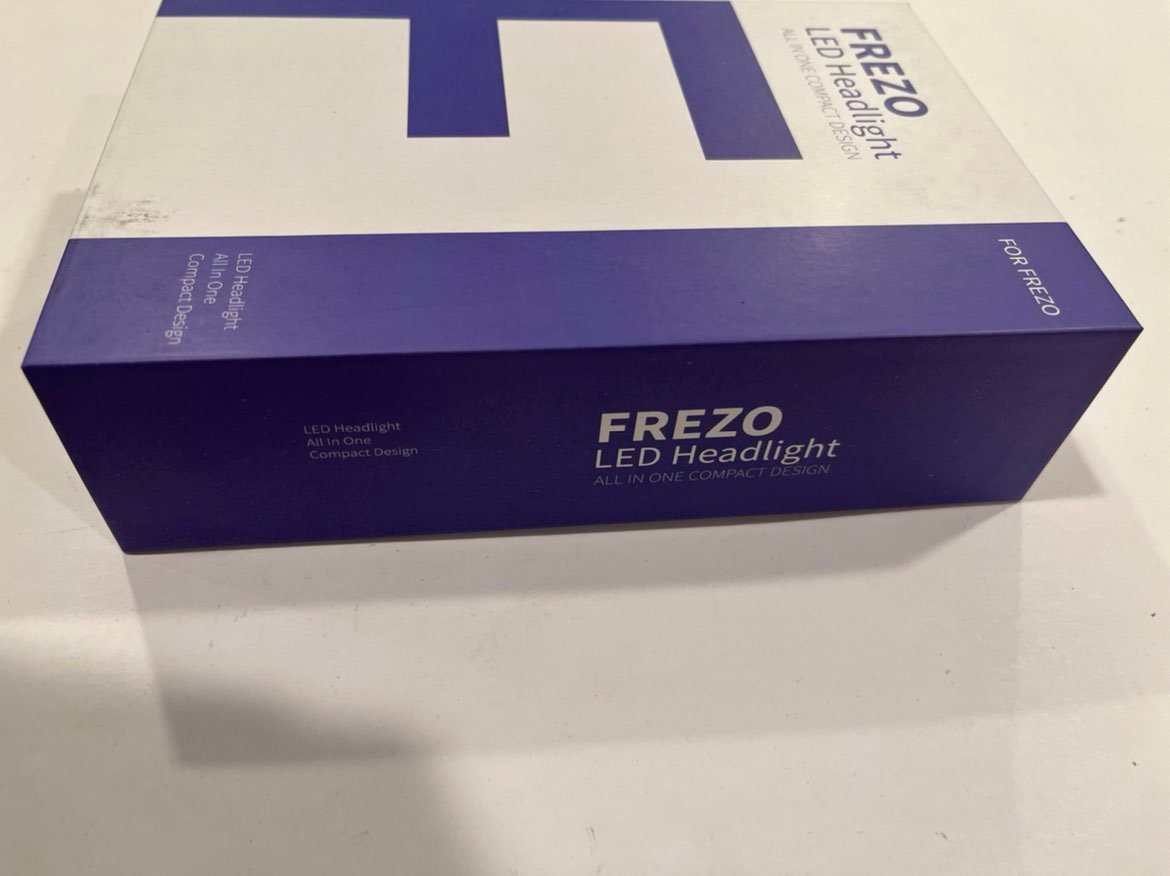 FREZO
LED Headlight
ALL IN ONE COMPACT DESIGN
LED Headlight
All In One
Compact Design
FOR FREZO
LED Headlight
All In One
Compact Design
FREZO
LED Headlight
ALL IN ONE COMPACT DESIGN